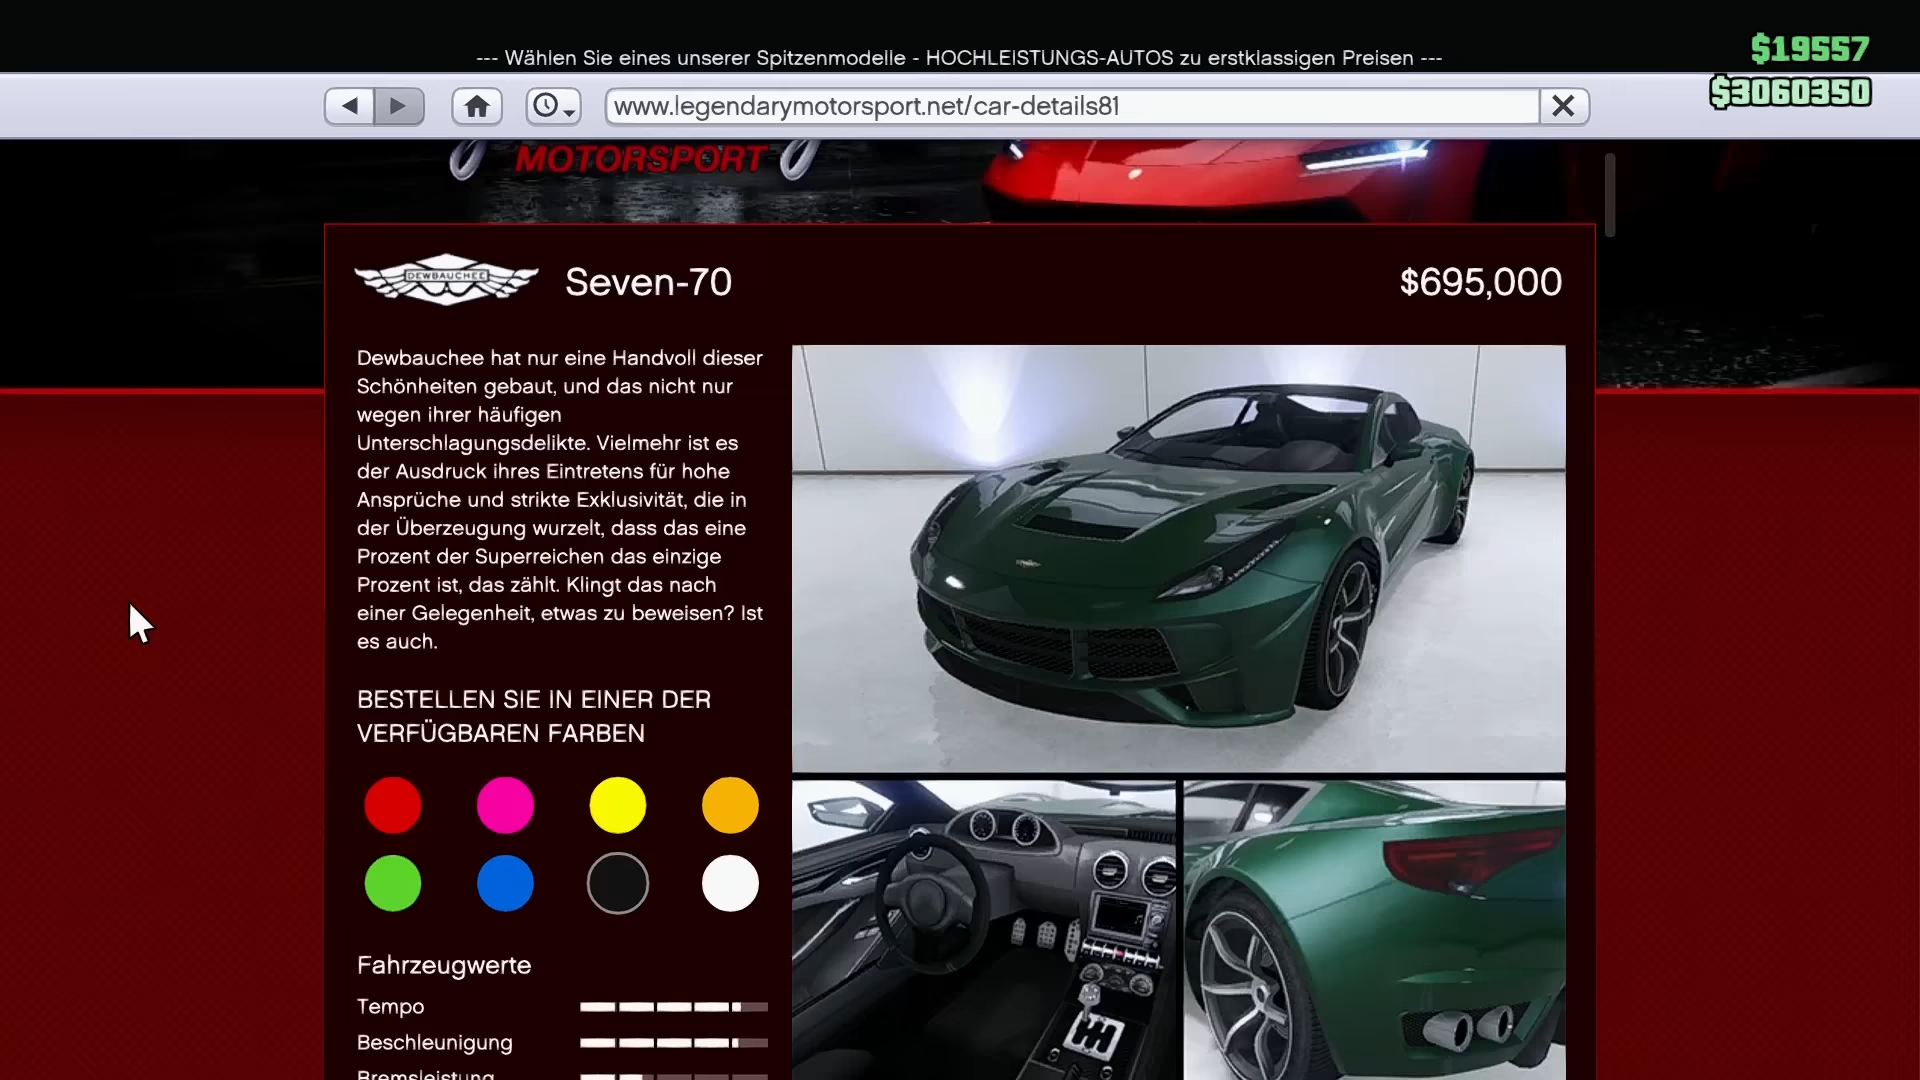 --- Wählen Sie eines unserer Spitzenmodelle - HOCHLEISTUNGS-AUTOS zu erstklassigen Preisen ---
$19557
$3060350
www.legendarymotorsport.net/car-details81
MOTORSPORT
DEWBAUCHEE
Seven-70
$695,000
Dewbauchee hat nur eine Handvoll dieser
Schönheiten gebaut, und das nicht nur
wegen ihrer häufigen
Unterschlagungsdelikte. Vielmehr ist es
der Ausdruck ihres Eintretens für hohe
Ansprüche und strikte Exklusivität, die in
der Überzeugung wurzelt, dass das eine
Prozent der Superreichen das einzige
Prozent ist, das zählt. Klingt das nach
einer Gelegenheit, etwas zu beweisen? Ist
es auch.
BESTELLEN SIE IN EINER DER
VERFÜGBAREN FARBEN
Fahrzeugwerte
Tempo
Beschleunigung
Bremsleistung